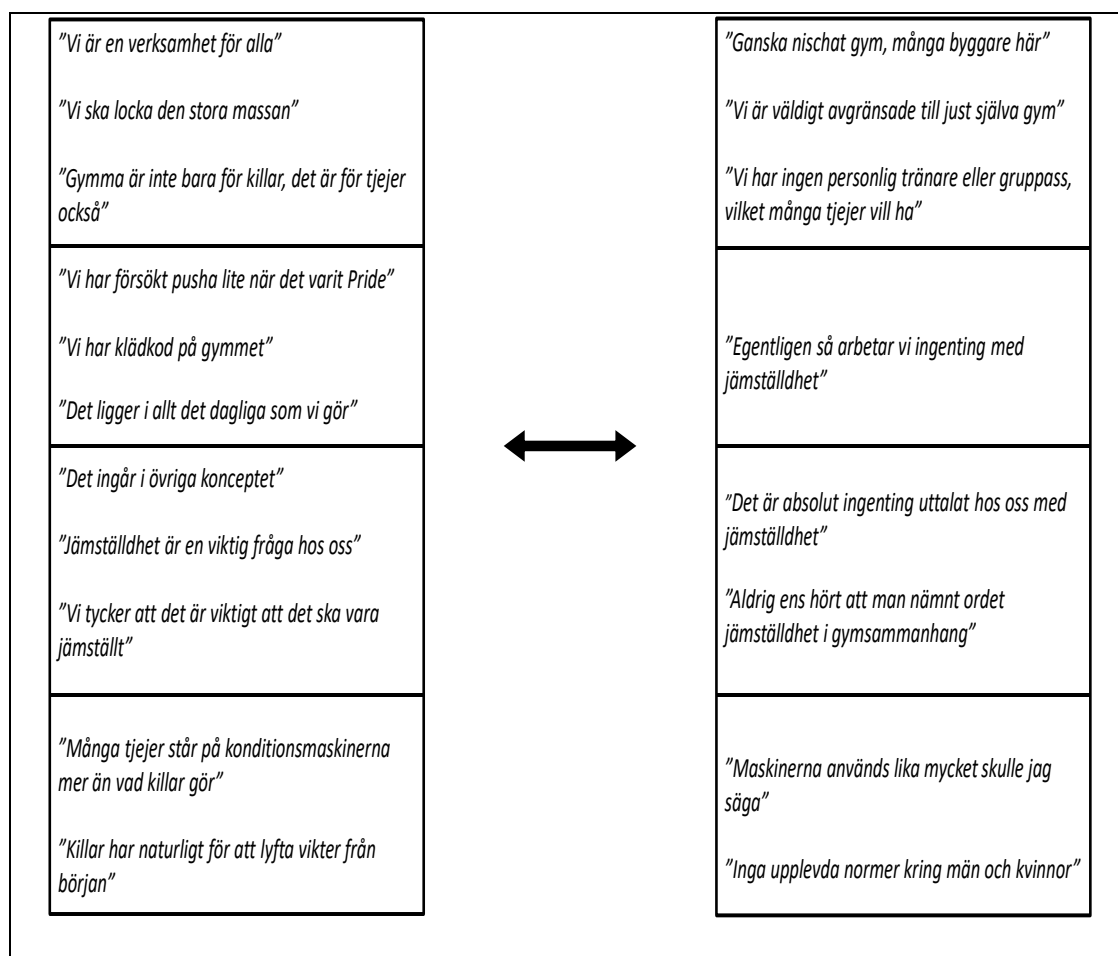 ”Vi är en verksamhet för alla”
”Vi ska locka den stora massan”
”Gymma är inte bara för killar, det är för tjejer
också”
”Vi har försökt pusha lite när det varit Pride”
”Vi har klädkod på gymmet”
”Det ligger i allt det dagliga som vi gör”
”Det ingår i övriga konceptet”
”Jämställdhet är en viktig fråga hos oss”
”Vi tycker att det är viktigt att det ska vara
jämställt”
”Många tjejer står på konditionsmaskinerna
mer än vad killar gör”
”Killar har naturligt för att lyfta vikter från
början”
”Ganska nischat gym, många byggare här”
”Vi är väldigt avgränsade till just själva gym”
”Vi har ingen personlig tränare eller gruppass,
vilket många tjejer vill ha”
”Egentligen så arbetar vi ingenting med
jämställdhet”
”Det är absolut ingenting uttalat hos oss med
jämställdhet”
”Aldrig ens hört att man nämnt ordet
jämställdhet i gymsammanhang”
”Maskinerna används lika mycket skulle jag
säga”
”Inga upplevda normer kring män och kvinnor”